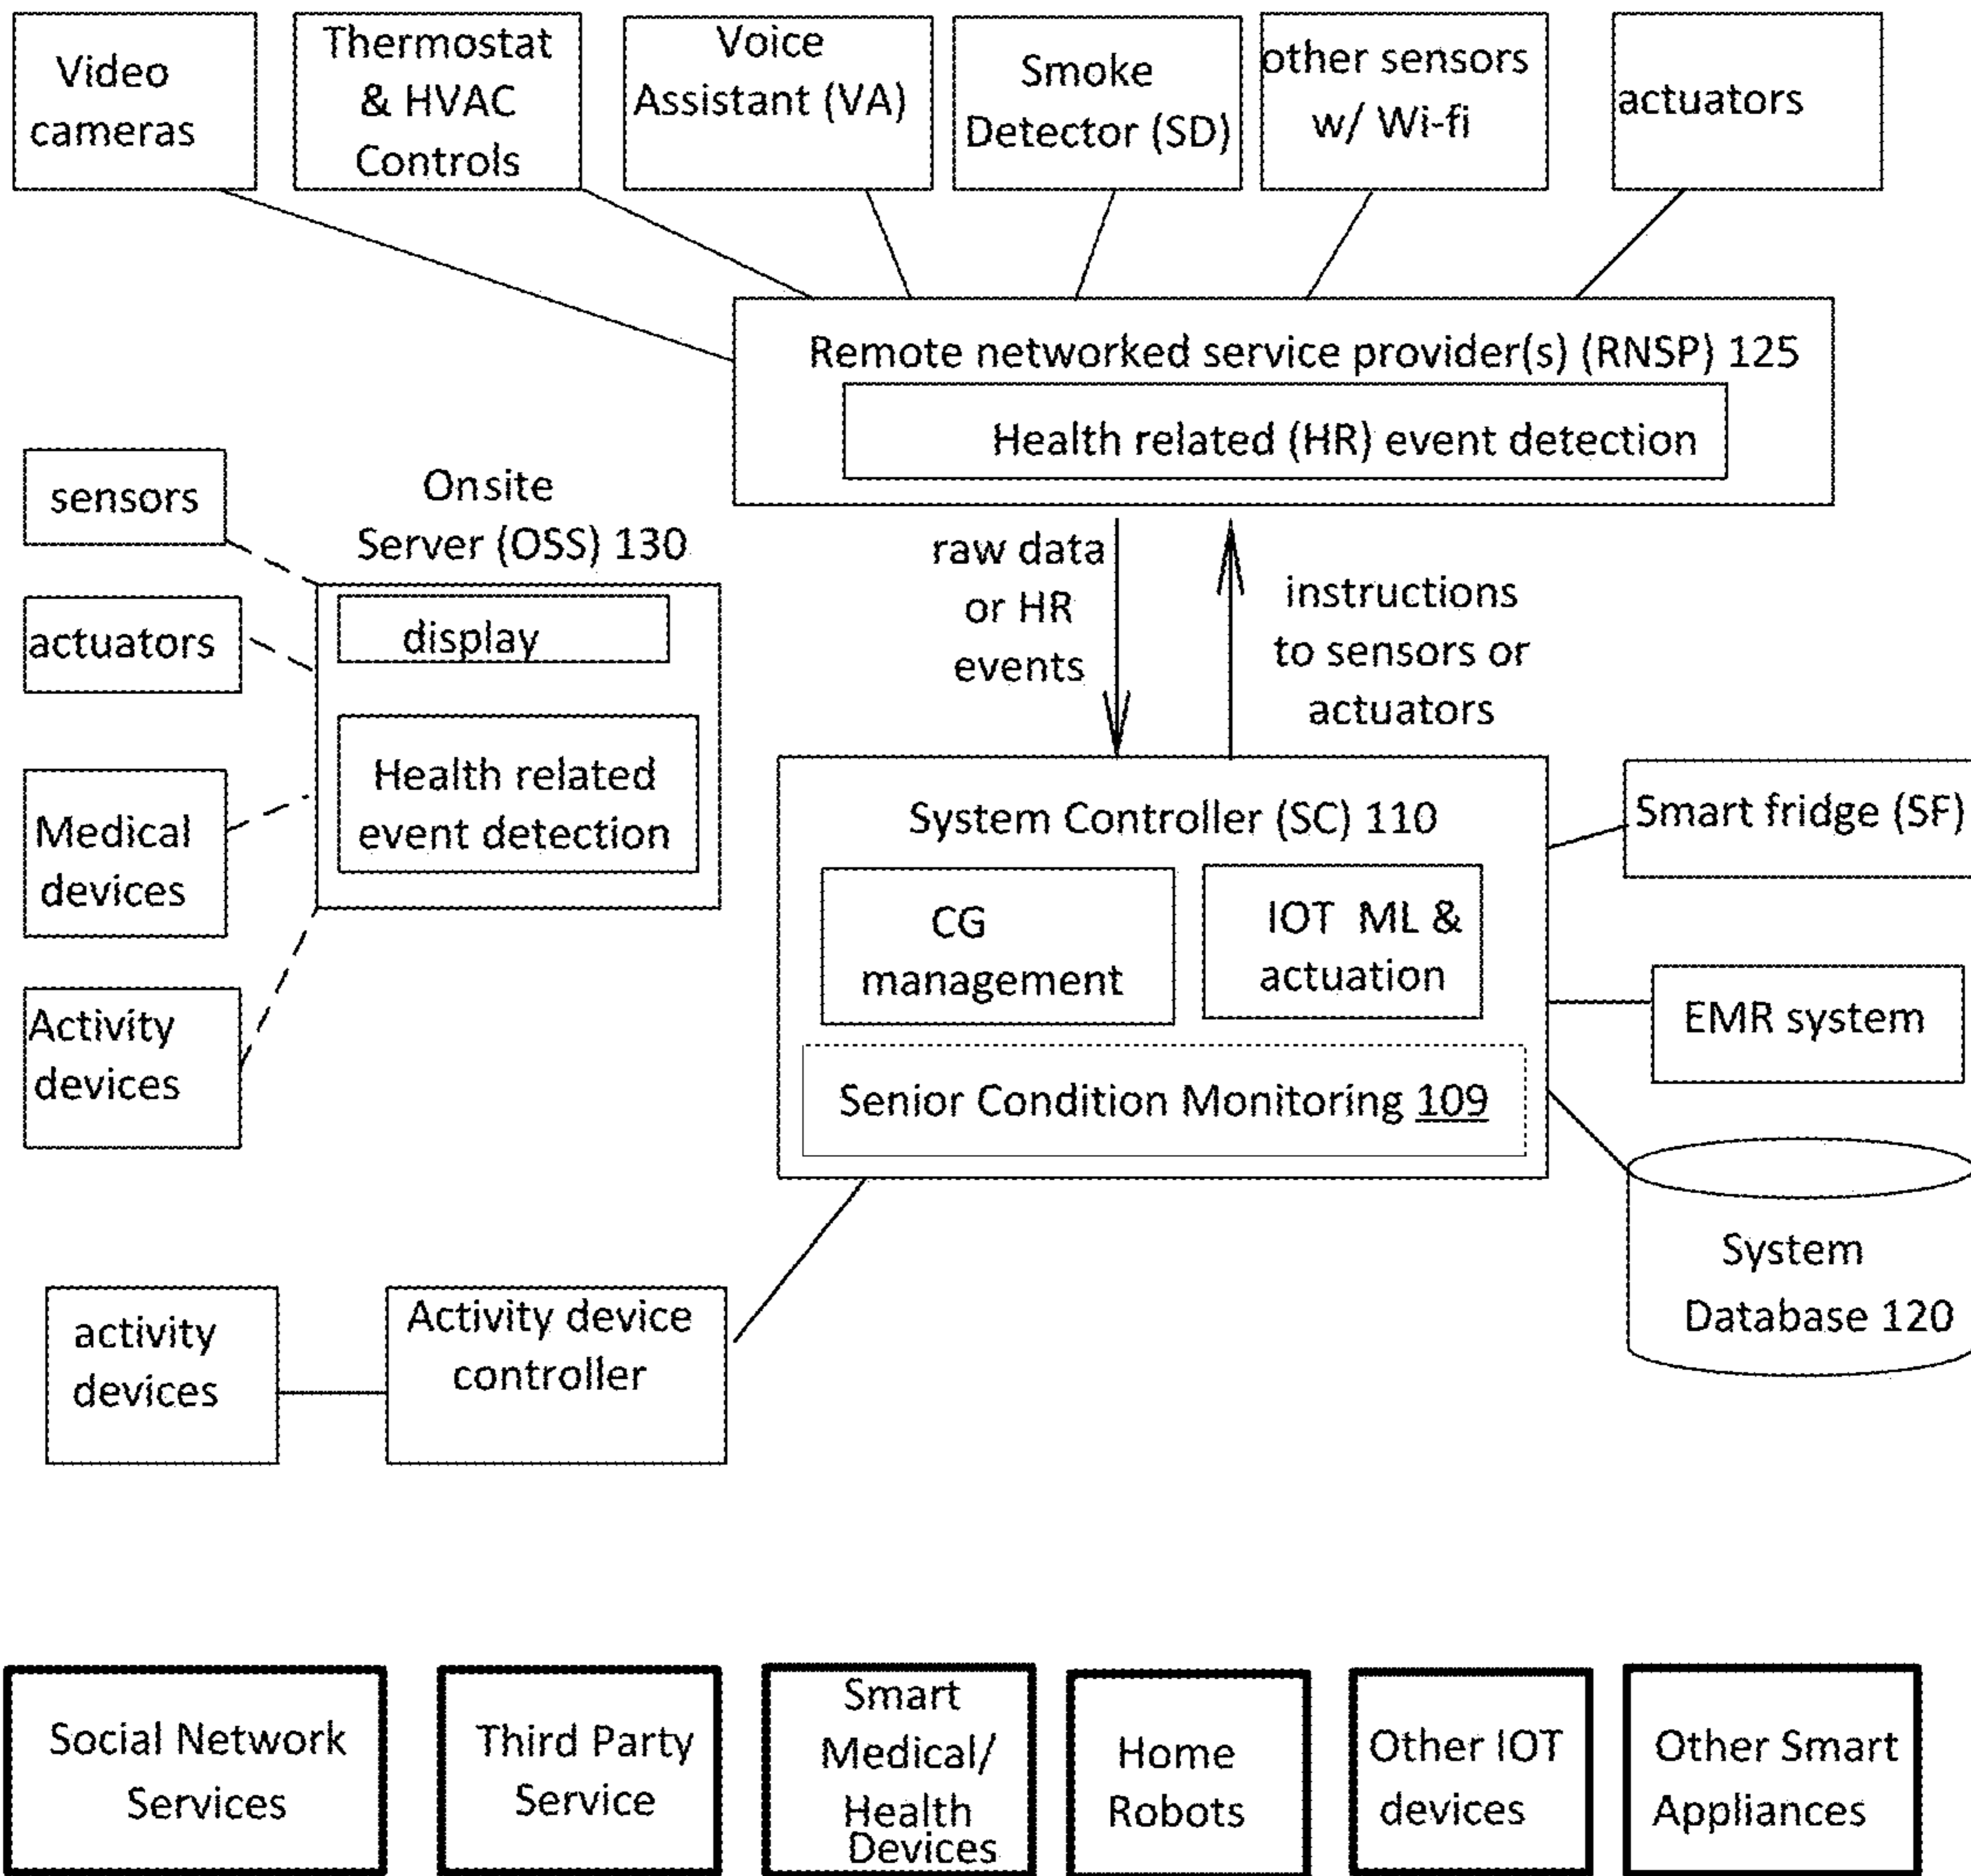 Video
cameras
Thermostat
& HVAC
Controls
Voice
Assistant (VA)
Smoke
Detector (SD)
other sensors
w/ Wi-fi
actuators
Remote networked service provider(s) (RNSP) 125
Health related (HR) event detection
sensors
actuators
Medical
devices
Activity
devices
Onsite
Server (OSS) 130
display
Health related
event detection
raw data
or HR
events
instructions
to sensors or
actuators
System Controller (SC) 110
CG
management
IOT ML &
actuation
Senior Condition Monitoring 109
Smart fridge (SF)
EMR system
System
Database 120
activity
devices
Activity device
controller
Social Network
Services
Third Party
Service
Smart
Medical/
Health
Devices
Home
Robots
Other IOT
devices
Other Smart
Appliances